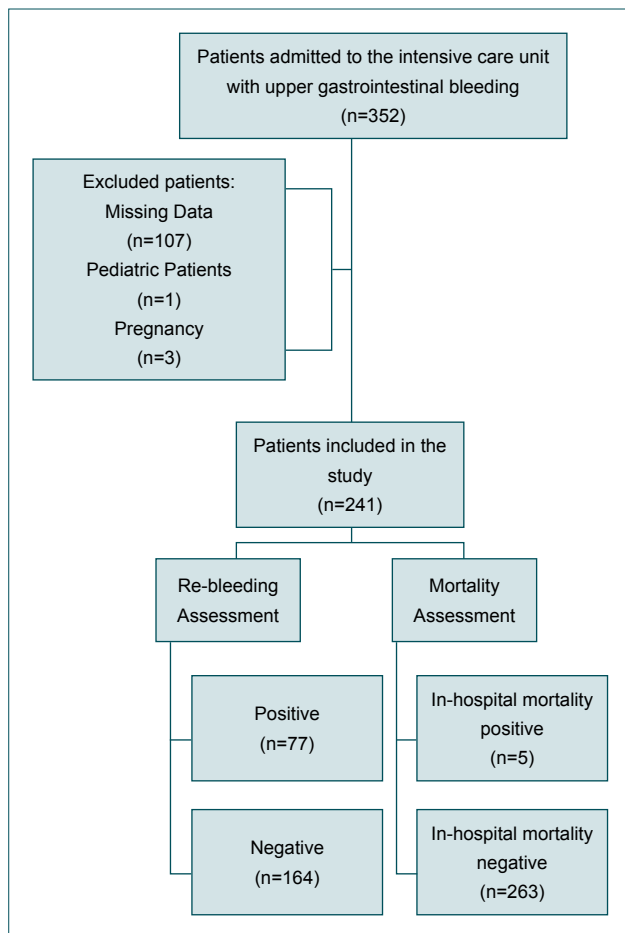 Patients admitted to the intensive care unit
with upper gastrointestinal bleeding
(n=352)
Excluded patients:
Missing Data
(n=107)
Pediatric Patients
(n=1)
Pregnancy
(n=3)
Patients included in the
study
(n=241)
Re-bleeding
Assessment
Mortality
Assessment
Positive
(n=77)
In-hospital mortality
positive
(n=5)
Negative
(n=164)
In-hospital mortality
negative
(n=263)